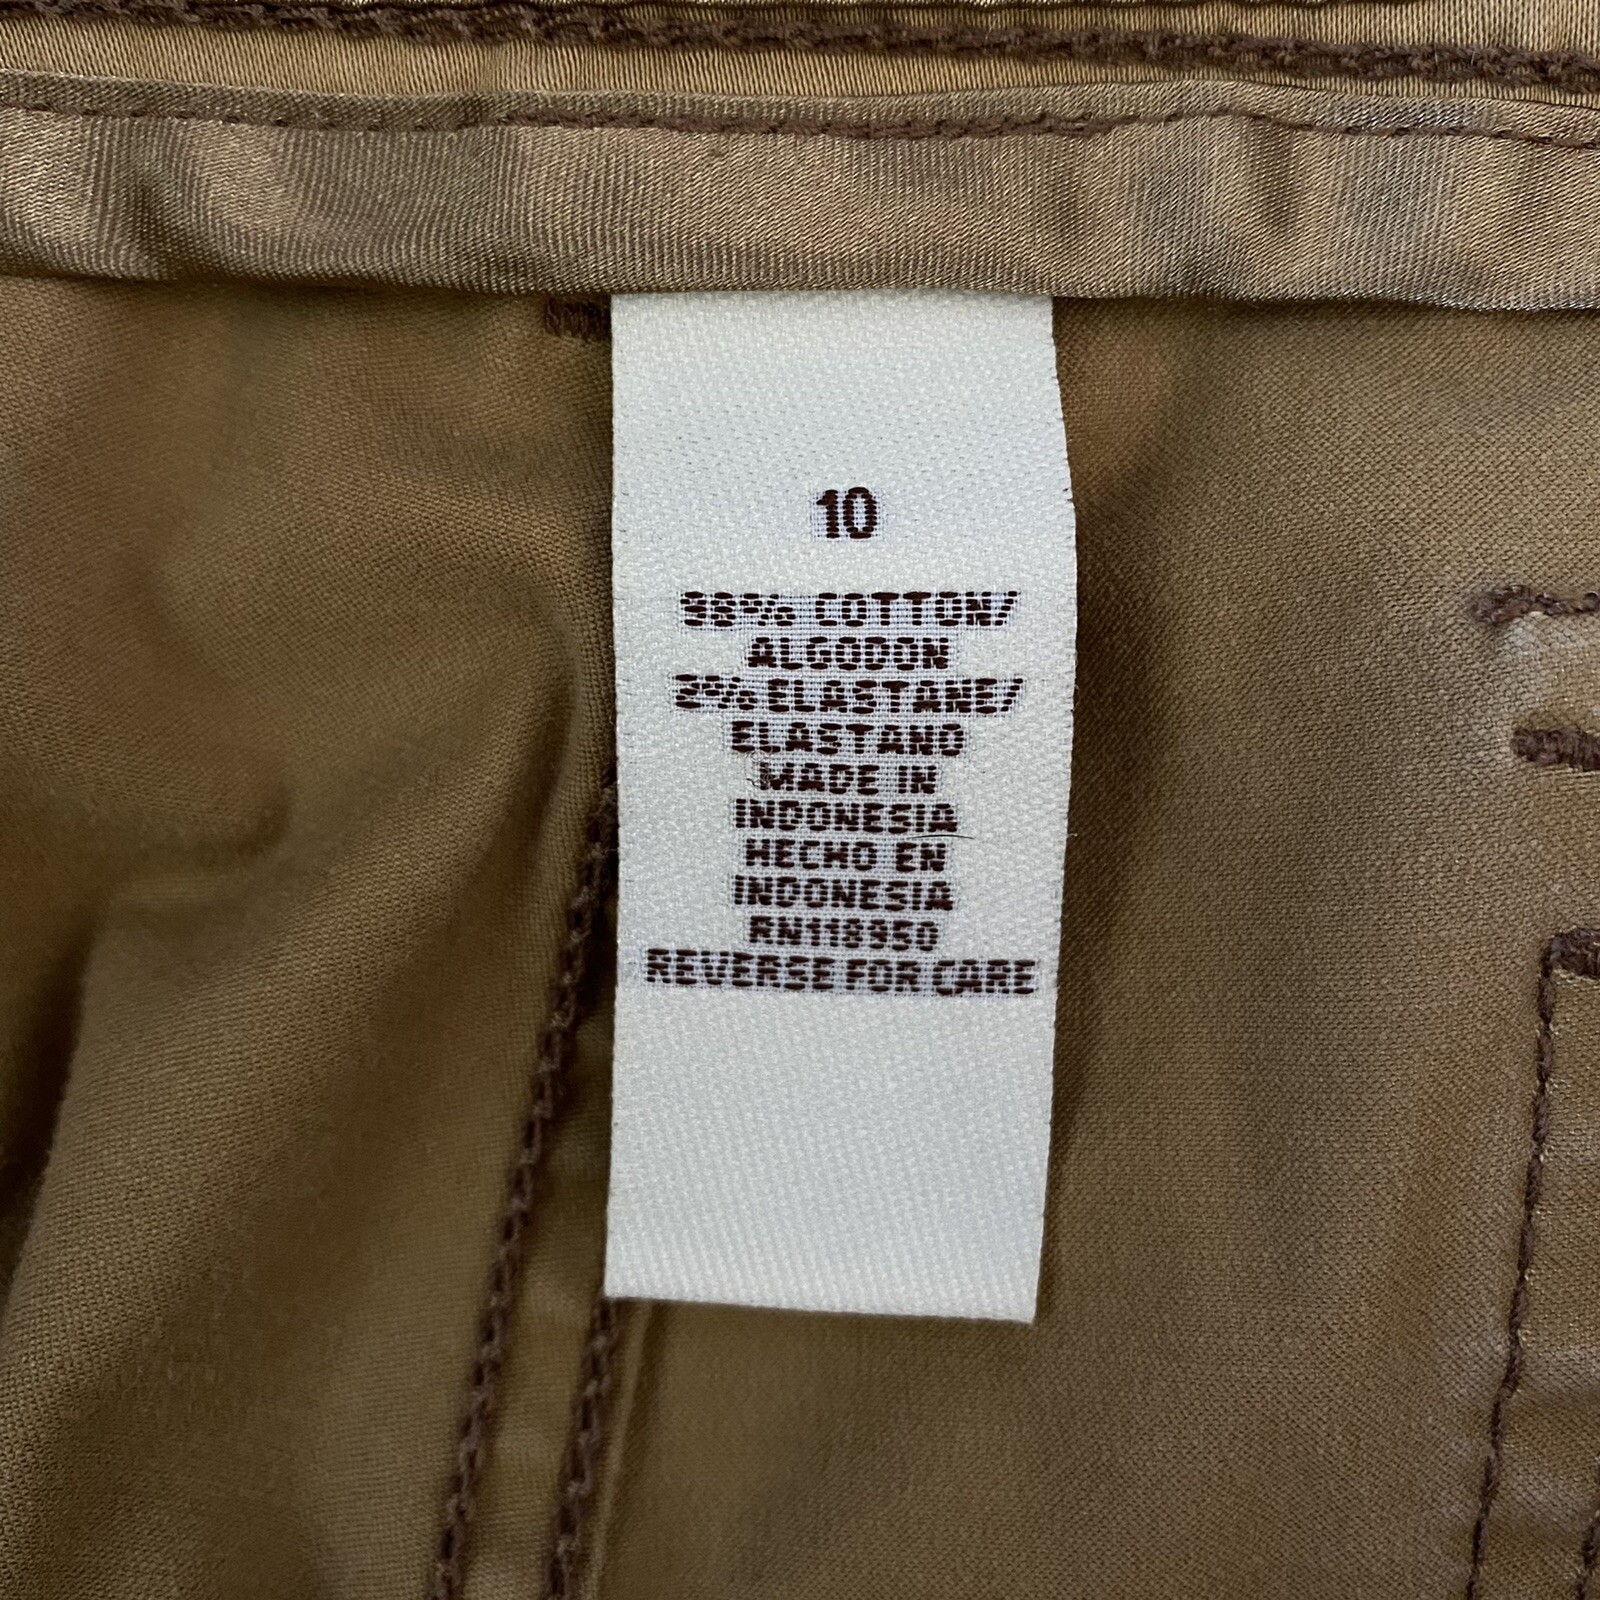 10
98% COTTON/
ALGODON
2% ELASTANE/
ELASTANO
MADE IN
INDONESIA
HECHO EN
INDONESIA
RN118950
REVERSE FOR CARE